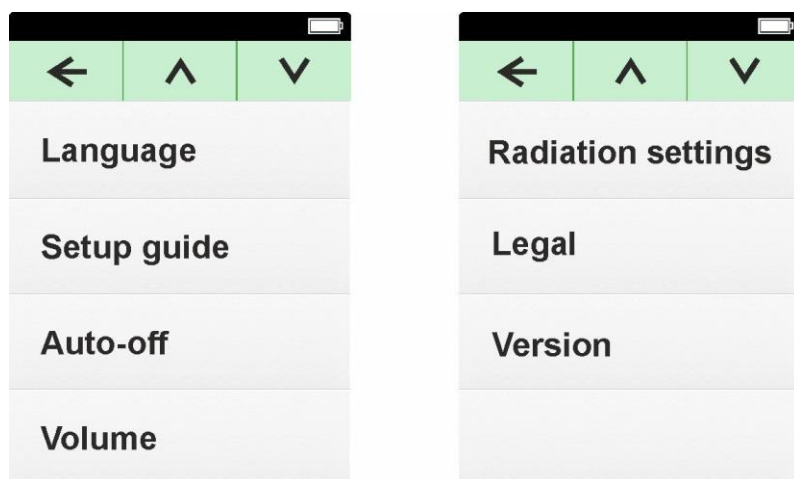 Language
Setup guide
Auto-off
Volume
Radiation settings
Legal
Version